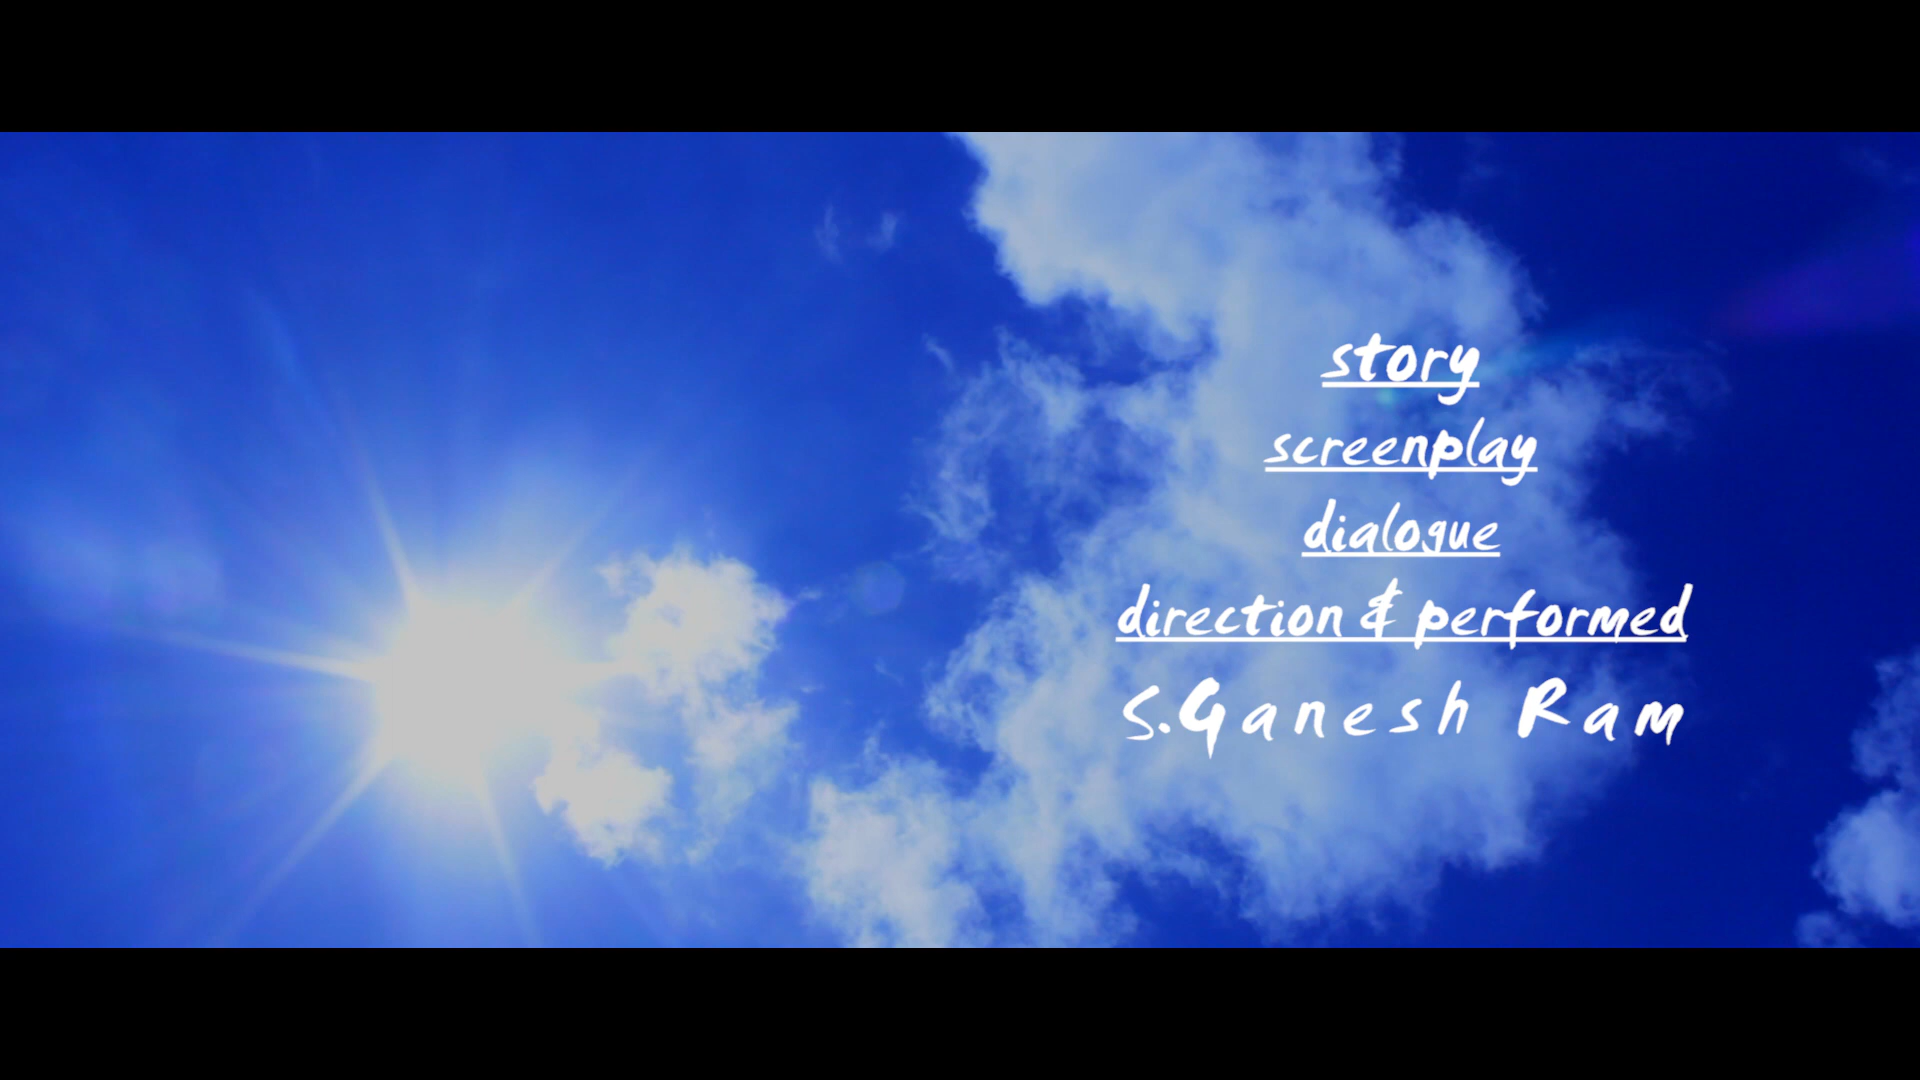 story
screenplay
dialogue
direction & performed
S.Ganesh Ram